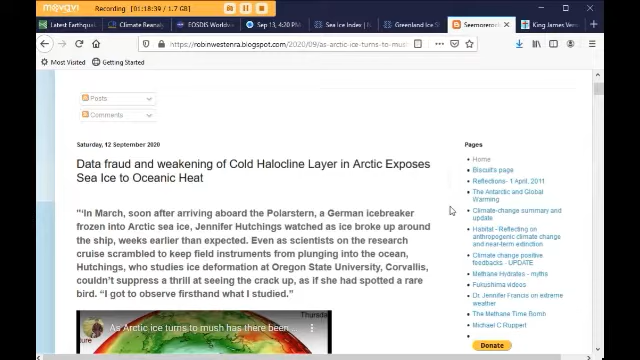 movavi
Recording 01:18:39 / 1.7 GB
Latest Earthquak
Climate Reanaly
EOSDIS Worldvie
Sep 13, 4:20 PM
Sea Ice Index |
Greenland Ice S
Seemorerocks
King James Vers
https://robinwestenra.blogspot.com/2020/09/as-arctic-ice-turns-to-mush
Most Visited
Getting Started
Posts
Comments
Saturday, 12 September 2020
Data fraud and weakening of Cold Halocline Layer in Arctic Exposes
Sea Ice to Oceanic Heat
"“In March, soon after arriving aboard the Polarstern, a German icebreaker
frozen into Arctic sea ice, Jennifer Hutchings watched as ice broke up around
the ship, weeks earlier than expected. Even as scientists on the research
cruise scrambled to keep field instruments from plunging into the ocean,
Hutchings, who studies ice deformation at Oregon State University, Corvallis,
couldn’t suppress a thrill at seeing the crack up, as if she had spotted a rare
bird. “I got to observe firsthand what I studied.”
Thursda
As Arctic ice turns to mush has there been...
Pages
Home
Biscuit's page
Reflections- 1 April, 2011
The Antarctic and Global
Warming
Climate-change summary and
update
Habitat - Reflecting on
anthropogenic climate change
and near-term extinction
Climate change positive
feedbacks - UPDATE
Methane Hydrates - myths
Fukushima videos
Dr. Jennifer Francis on extreme
weather
The Methane Time Bomb
Michael C Ruppert
Donate